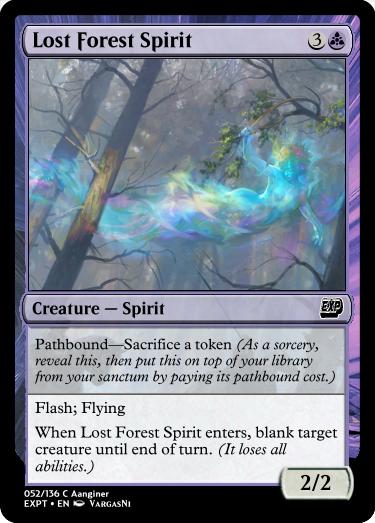 Lost Forest Spirit 3
Creature — Spirit EXP
Pathbound—Sacrifice a token (As a sorcery,
reveal this, then put this on top of your library
from your sanctum by paying its pathbound cost.)
Flash; Flying
When Lost Forest Spirit enters, blank target
creature until end of turn. (It loses all
abilities.)
2/2
052/136 C Aanginer
EXPT • EN VargasNi